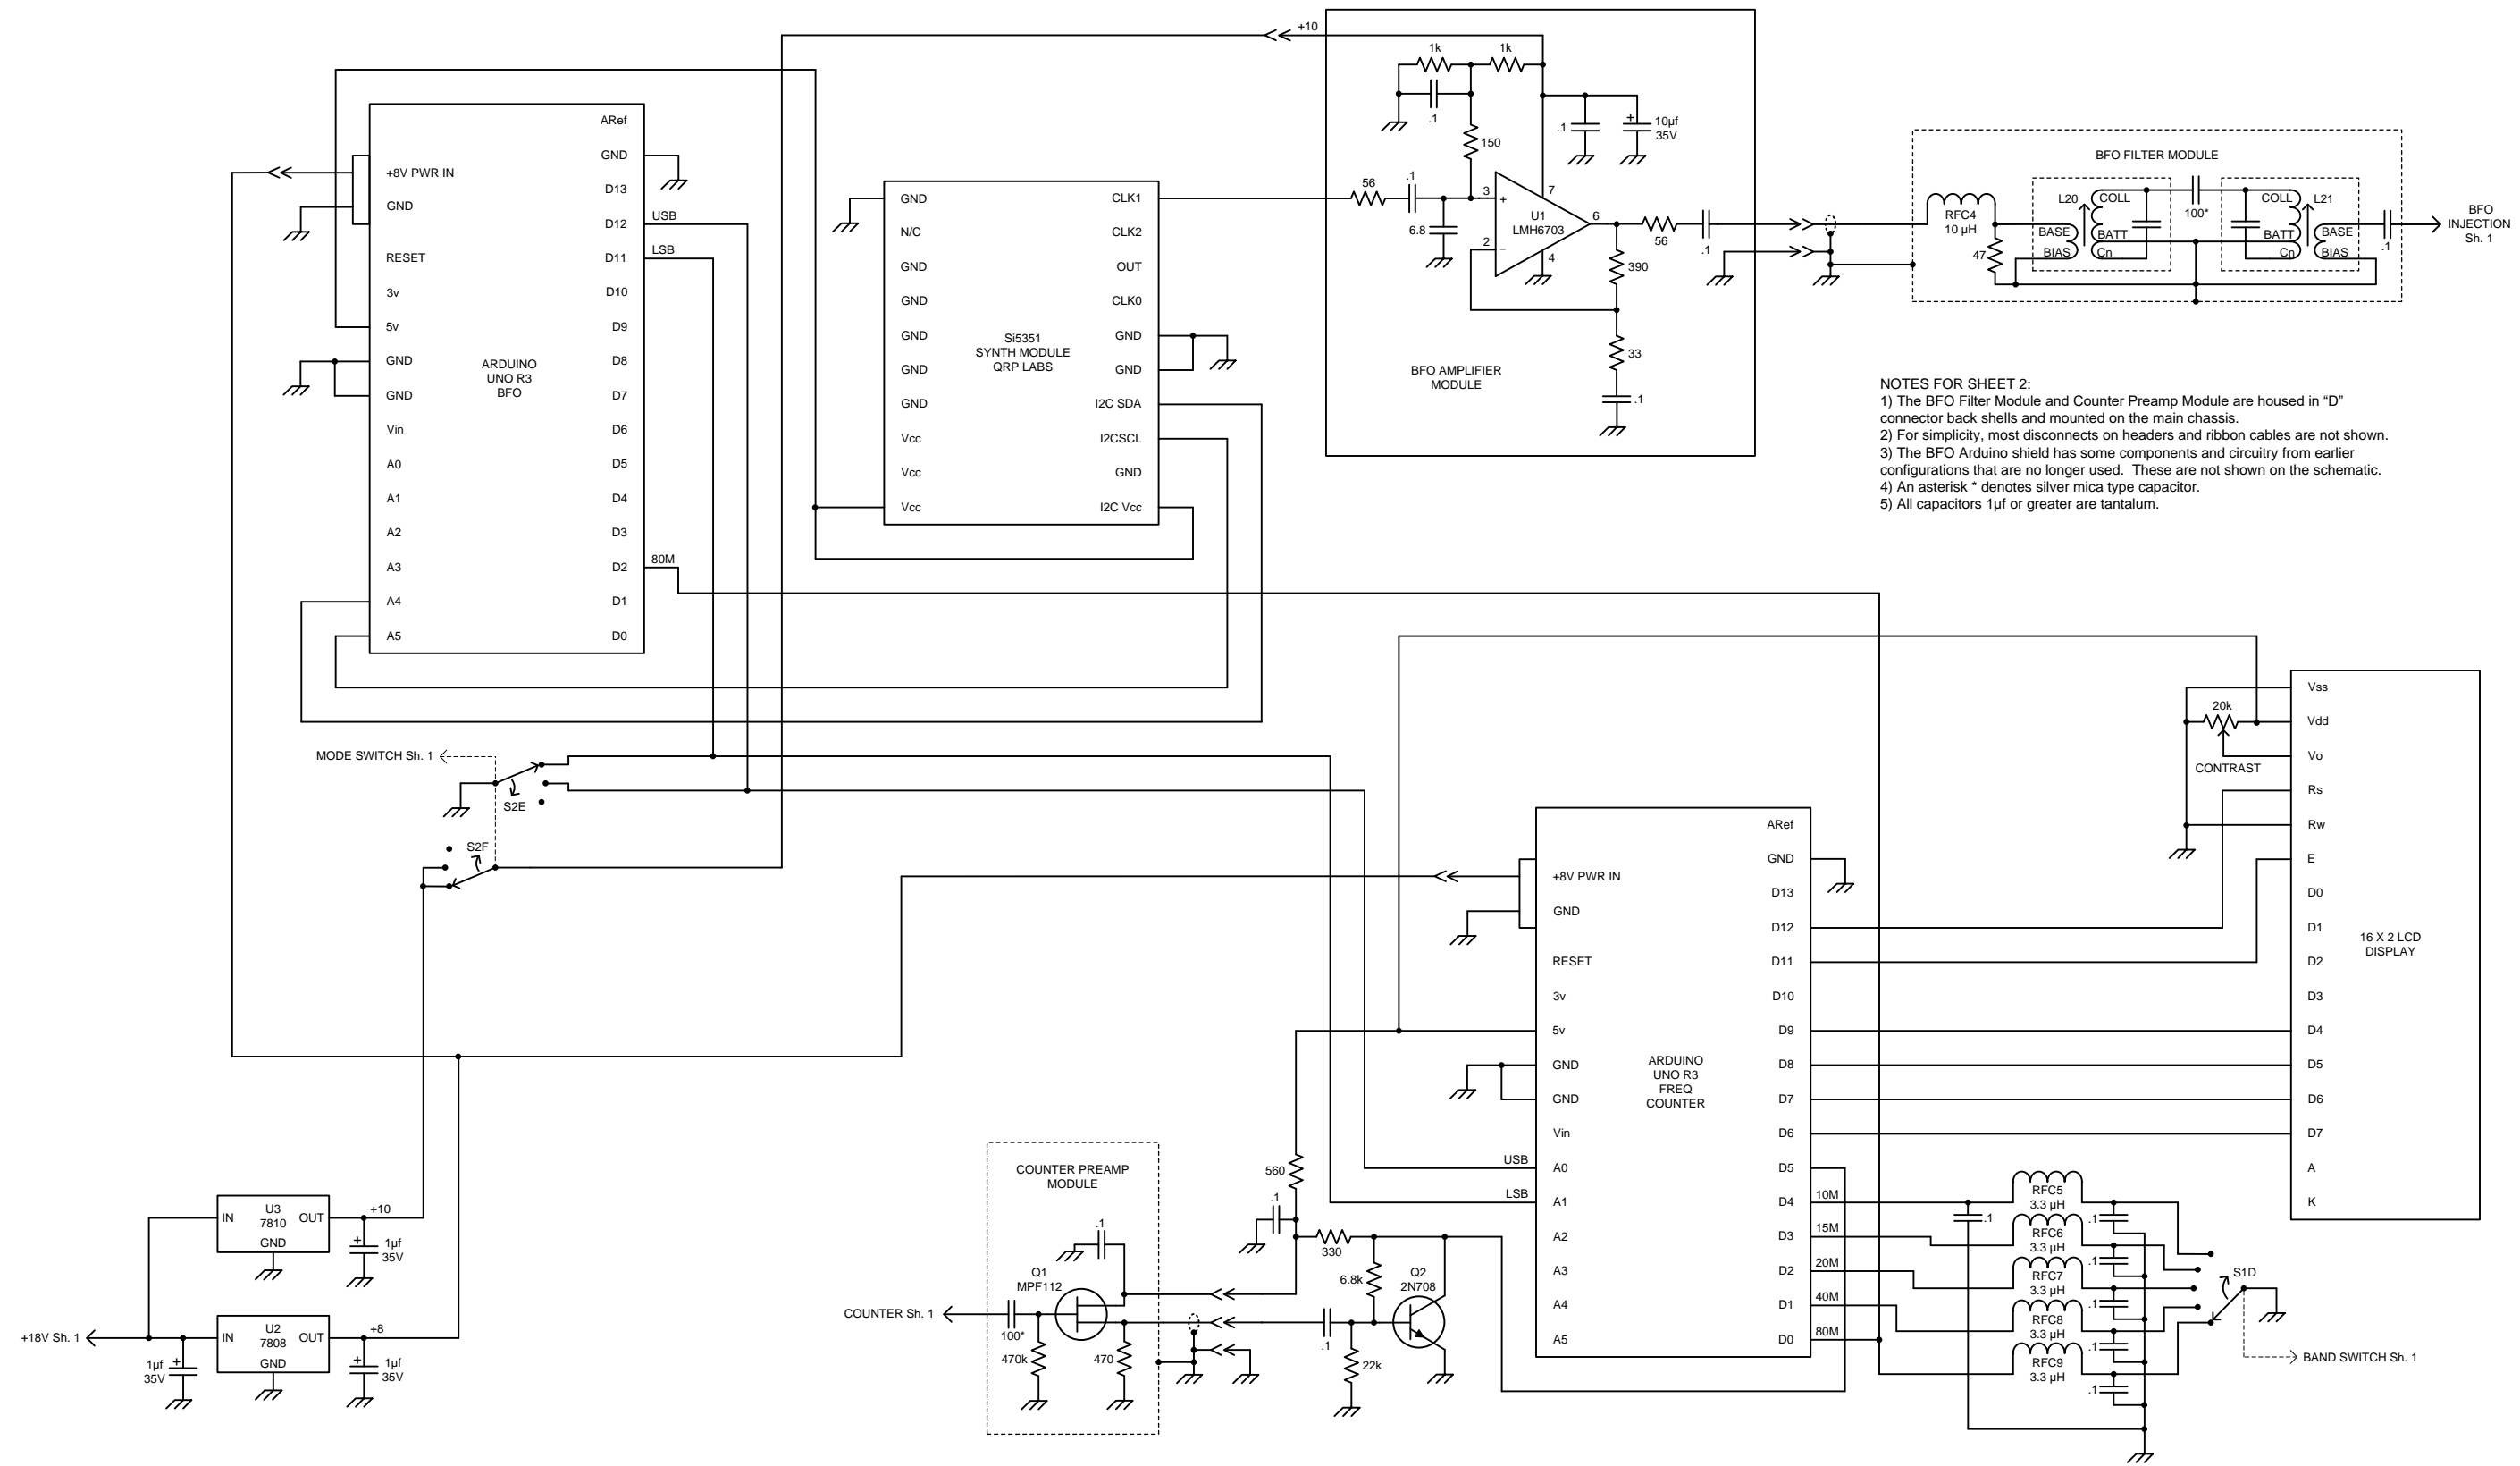 +10
1k
1k
.1
150
.1
+
10µf
35V
56
.1
6.8
3
+
2
–
7
6
4
U1
LMH6703
56
.1
390
33
.1
BFO AMPLIFIER
MODULE
ARef
GND
D13
D12
D11
D10
D9
D8
D7
D6
D5
D4
D3
D2
D1
D0
+8V PWR IN
GND
RESET
3v
5v
GND
GND
Vin
A0
A1
A2
A3
A4
A5
ARDUINO
UNO R3
BFO
USB
LSB
80M
GND
N/C
GND
GND
GND
GND
GND
Vcc
Vcc
Vcc
Si5351
SYNTH MODULE
QRP LABS
CLK1
CLK2
OUT
CLK0
GND
GND
I2C SDA
I2CSCL
GND
I2C Vcc
BFO FILTER MODULE
RFC4
10 µH
47
L20
COLL
BASE
BATT
BIAS
Cn
100*
COLL
L21
BATT
BASE
Cn
BIAS
.1
BFO
INJECTION
Sh. 1
NOTES FOR SHEET 2:
1) The BFO Filter Module and Counter Preamp Module are housed in “D”
connector back shells and mounted on the main chassis.
2) For simplicity, most disconnects on headers and ribbon cables are not shown.
3) The BFO Arduino shield has some components and circuitry from earlier
configurations that are no longer used. These are not shown on the schematic.
4) An asterisk * denotes silver mica type capacitor.
5) All capacitors 1µf or greater are tantalum.
MODE SWITCH Sh. 1
S2E
S2F
20k
CONTRAST
Vss
Vdd
Vo
Rs
Rw
E
D0
D1
D2
D3
D4
D5
D6
D7
A
K
16 X 2 LCD
DISPLAY
+8V PWR IN
GND
RESET
3v
5v
GND
GND
Vin
A0
A1
A2
A3
A4
A5
USB
LSB
ARDUINO
UNO R3
FREQ
COUNTER
ARef
GND
D13
D12
D11
D10
D9
D8
D7
D6
D5
D4
D3
D2
D1
D0
10M
15M
20M
40M
80M
.1
RFC5
3.3 µH
.1
RFC6
3.3 µH
.1
RFC7
3.3 µH
.1
RFC8
3.3 µH
.1
RFC9
3.3 µH
.1
S1D
BAND SWITCH Sh. 1
COUNTER PREAMP
MODULE
.1
Q1
MPF112
COUNTER Sh. 1
100*
470k
470
560
.1
330
6.8k
Q2
2N708
.1
22k
U3
7810
IN
OUT
GND
+10
+
1µf
35V
U2
7808
IN
OUT
GND
+8
+
1µf
35V
+18V Sh. 1
1µf
35V
+